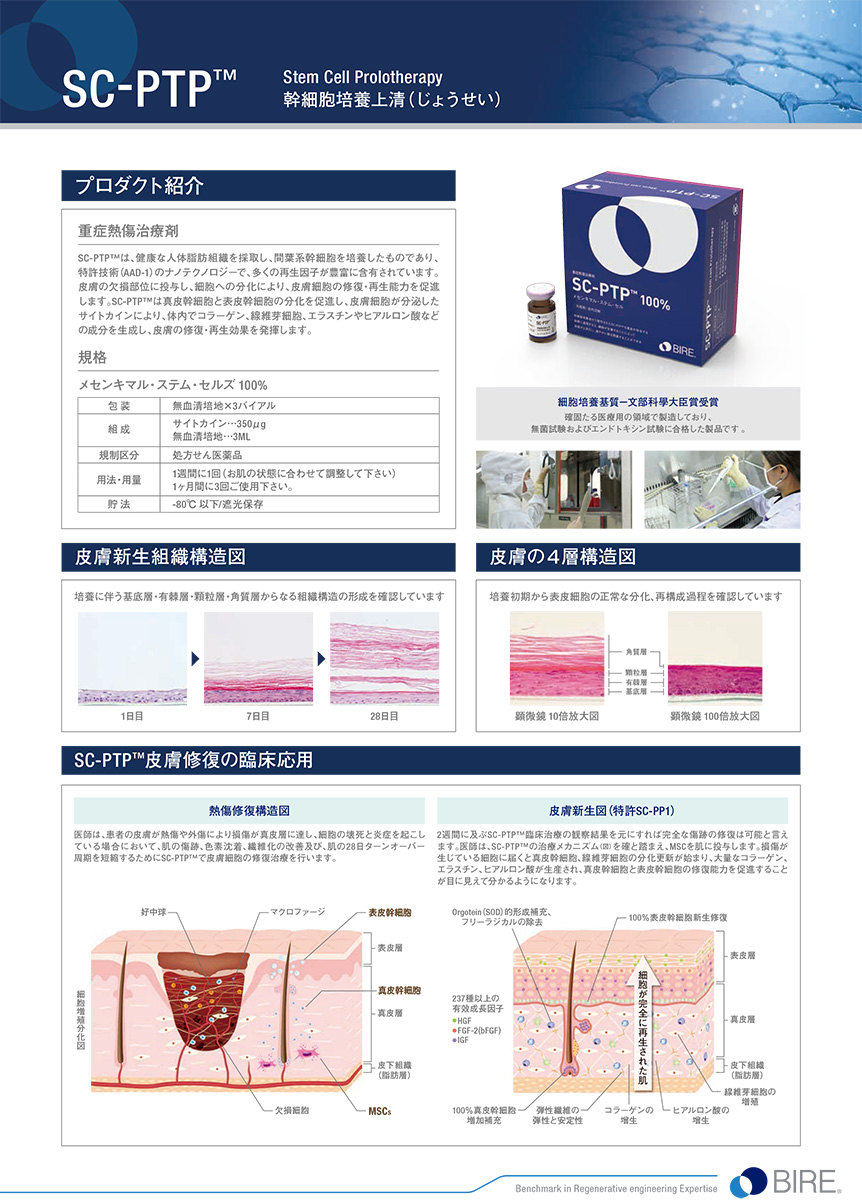 SC-PTP™
Stem Cell Prolotherapy
幹細胞培養上清（じょうせい）
プロダクト紹介
重症熱傷治療剤
SC-PTP™は、健康な人体脂肪組織を採取し、間葉系幹細胞を培養したものであり、
特許技術（AAD-1）のナノテクノロジーで、多くの再生因子が豊富に含有されています。
皮膚の欠損部位に投与し、細胞への分化により、皮膚細胞の修復・再生能力を促進
します。SC-PTP™は真皮幹細胞と表皮幹細胞の分化を促進し、皮膚細胞が分泌した
サイトカインにより、体内でコラーゲン、線維芽細胞、エラスチンやヒアルロン酸など
の成分を生成し、皮膚の修復・再生効果を発揮します。
規格
メセンキマル・ステム・セルズ 100%
包 装 無血清培地×3バイアル
組 成 サイトカイン…350μg
無血清培地…3ML
規制区分 処方せん医薬品
用法・用量 1週間に1回（お肌の状態に合わせて調整して下さい）
1ヶ月間に3回ご使用下さい。
貯 法 -80℃ 以下/遮光保存
SC-PTP™ 100%
メセンキマル・ステム・セル
BIRE
SC-PTP™ Stem Cell Prolotherapy
SC-PTP
細胞培養基質ー文部科學大臣賞受賞
確固たる医療用の領域で製造しており、
無菌試験およびエンドトキシン試験に合格した製品です 。
皮膚新生組織構造図
培養に伴う基底層・有棘層・顆粒層・角質層からなる組織構造の形成を確認しています
1日目
7日目
28日目
皮膚の４層構造図
培養初期から表皮細胞の正常な分化、再構成過程を確認しています
角質層
顆粒層
有棘層
基底層
顕微鏡 10倍放大図
顕微鏡 100倍放大図
SC-PTP™皮膚修復の臨床応用
熱傷修復構造図
医師は、患者の皮膚が熱傷や外傷により損傷が真皮層に達し、細胞の壊死と炎症を起こし
ている場合において、肌の傷跡、色素沈着、繊維化の改善及び、肌の28日ターンオーバー
周期を短縮するためにSC-PTP™で皮膚細胞の修復治療を行います。
好中球
マクロファージ
表皮幹細胞
表皮層
真皮幹細胞
真皮層
皮下組織
（脂肪層）
細胞増殖分化図
欠損細胞
MSCs
皮膚新生図（特許SC-PP1）
2週間に及ぶSC-PTP™臨床治療の観察結果を元にすれば完全な傷跡の修復は可能と言え
ます。医師は、SC-PTP™の治療メカニズム（図）を確と踏まえ、MSCを肌に投与します。損傷が
生じている細胞に届くと真皮幹細胞、線維芽細胞の分化更新が始まり、大量なコラーゲン、
エラスチン、ヒアルロン酸が生産され、真皮幹細胞と表皮幹細胞の修復能力を促進すること
が目に見えて分かるようになります。
Orgotein（SOD）的形成補充、
フリーラジカルの除去
100%表皮幹細胞新生修復
表皮層
237種以上の
有效成長因子
HGF
FGF-2(bFGF)
IGF
細胞が完全に再生された肌
真皮層
皮下組織
（脂肪層）
線維芽細胞の
増殖
100%真皮幹細胞
増加補充
弾性繊維の
弾性と安定性
コラーゲンの
増生
ヒアルロン酸の
増生
Benchmark in Regenerative engineering Expertise
BIRE®